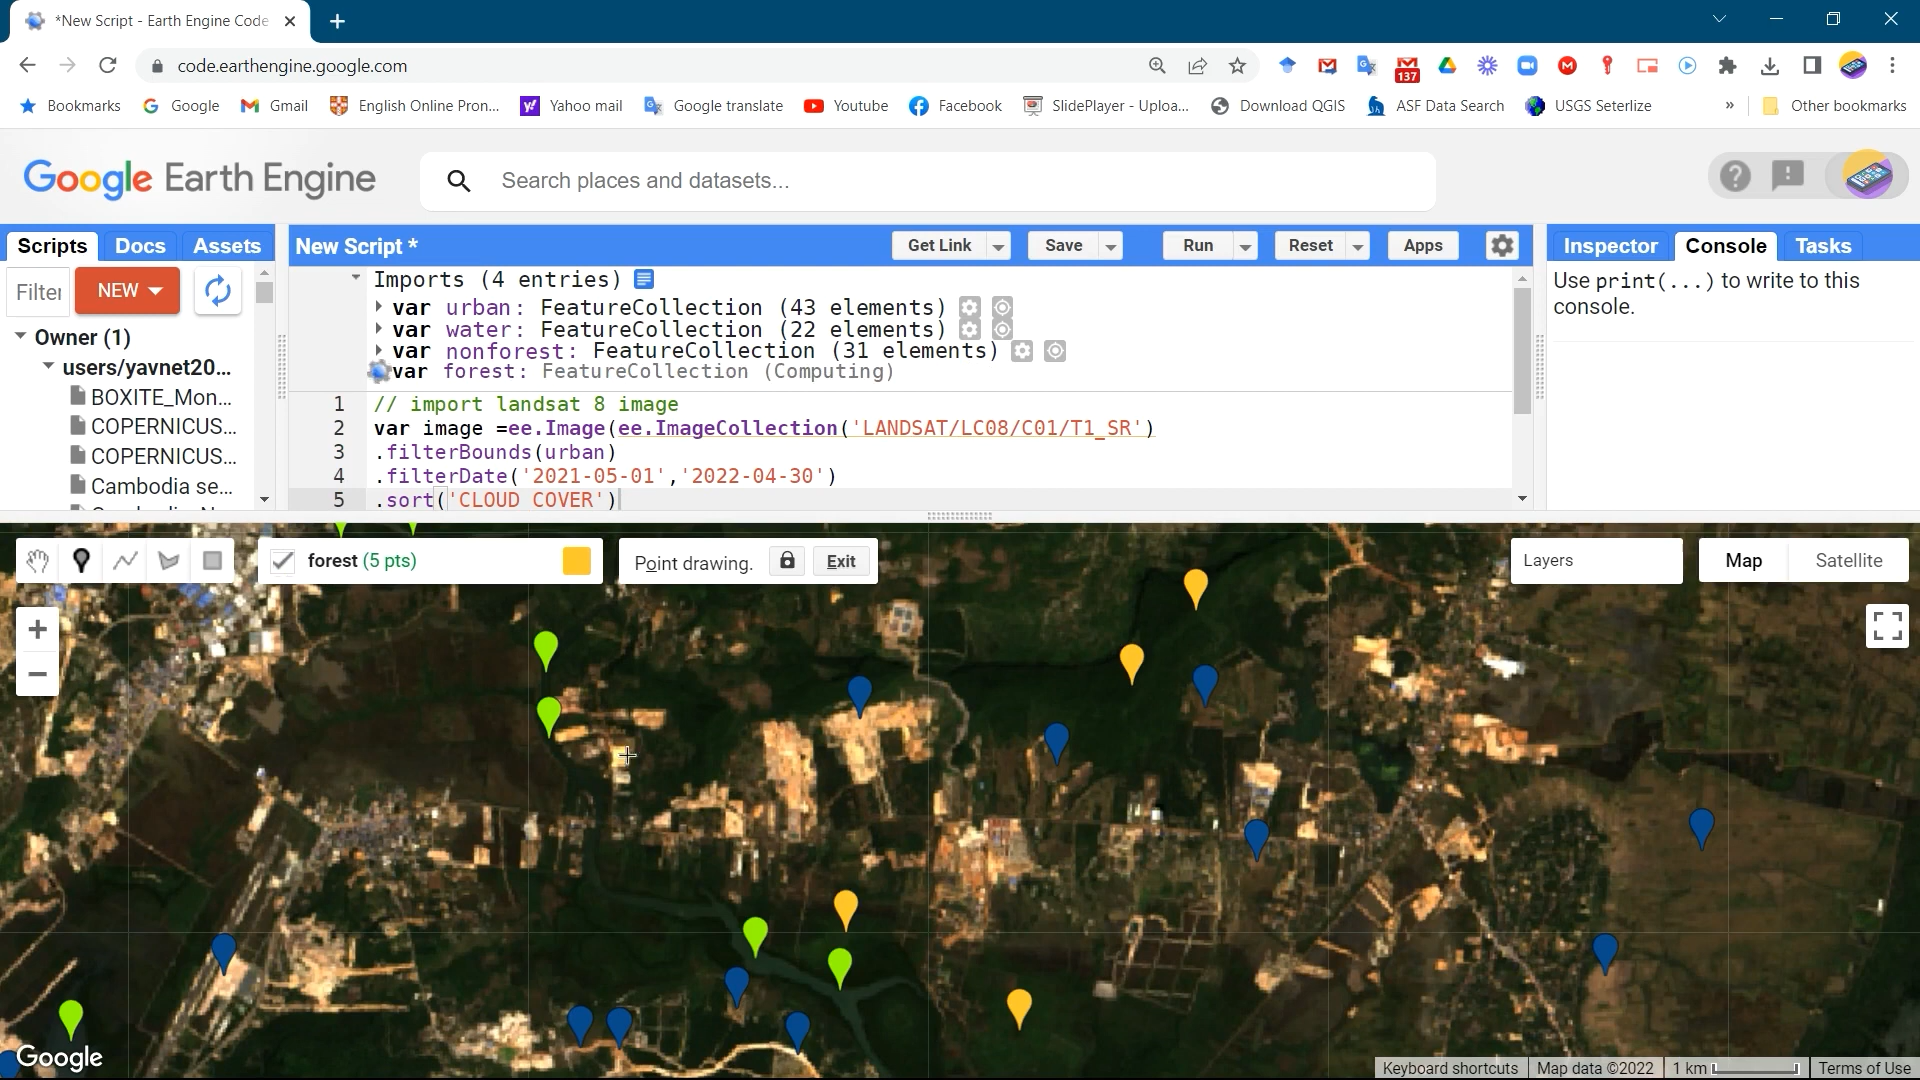 *New Script - Earth Engine Code
code.earthengine.google.com
137
Bookmarks Google Gmail English Online Pron... Yahoo mail Google translate Youtube Facebook SlidePlayer - Uploa... Download QGIS ASF Data Search USGS Seterlize » Other bookmarks
Google Earth Engine
Search places and datasets...
Scripts Docs Assets
New Script *
Get Link Save Run Reset Apps
Inspector Console Tasks
Filter NEW
Owner (1)
users/yavnet20...
BOXITE_Mon...
COPERNICUS...
COPERNICUS...
Cambodia se...
Imports (4 entries)
var urban: FeatureCollection (43 elements)
var water: FeatureCollection (22 elements)
var nonforest: FeatureCollection (31 elements)
var forest: FeatureCollection (Computing)
1 // import landsat 8 image
2 var image =ee.Image(ee.ImageCollection('LANDSAT/LC08/C01/T1_SR')
3 .filterBounds(urban)
4 .filterDate('2021-05-01','2022-04-30')
5 .sort('CLOUD COVER')
Use print(...) to write to this
console.
forest (5 pts)
Point drawing. Exit
Layers
Map Satellite
Google
Keyboard shortcuts Map data ©2022 1 km Terms of Use